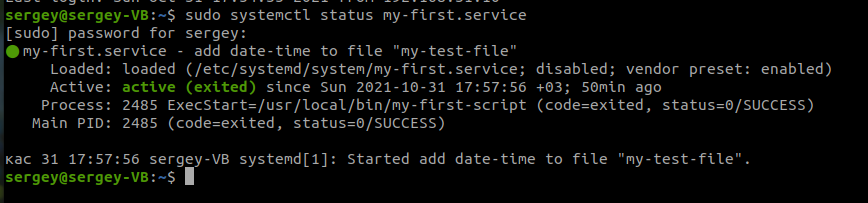 sergey@sergey-VB:~$ sudo systemctl status my-first.service
[sudo] password for sergey:
●my-first.service - add date-time to file "my-test-file"
Loaded: loaded (/etc/systemd/system/my-first.service; disabled; vendor preset: enabled)
Active: active (exited) since Sun 2021-10-31 17:57:56 +03; 50min ago
Process: 2485 ExecStart=/usr/local/bin/my-first-script (code=exited, status=0/SUCCESS)
Main PID: 2485 (code=exited, status=0/SUCCESS)
кас 31 17:57:56 sergey-VB systemd[1]: Started add date-time to file "my-test-file".
sergey@sergey-VB:~$